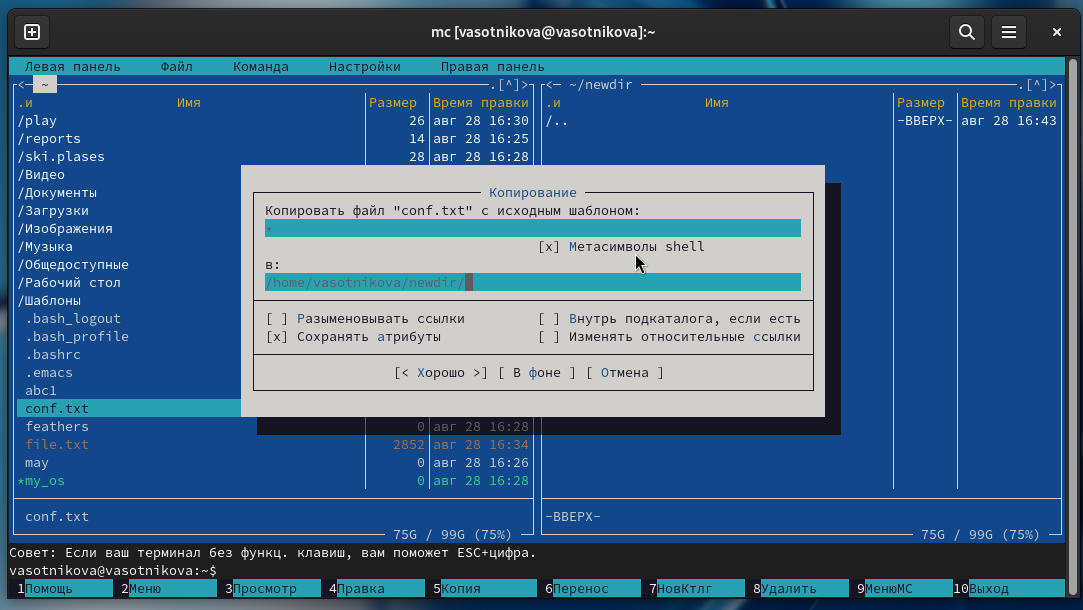 mc [vasotnikova@vasotnikova]:~
Левая панель Файл Команда Настройки Правая панель
<─ ~ .[^]> <─ ~/newdir .[^]>
.и Имя Размер Время правки .и Имя Размер Время правки
/play 26 авг 28 16:30 /.. -ВВЕРХ- авг 28 16:43
/reports 14 авг 28 16:25
/ski.plases 28 авг 28 16:28
/Видео
/Документы
/Загрузки
/Изображения
/Музыка
/Общедоступные
/Рабочий стол
/Шаблоны
.bash_logout
.bash_profile
.bashrc
.emacs
abc1
conf.txt
feathers 0 авг 28 16:28
file.txt 2852 авг 28 16:34
may 0 авг 28 16:26
*my_os 0 авг 28 16:28
Копирование
Копировать файл "conf.txt" с исходным шаблоном:
*
[x] Метасимволы shell
в:
/home/vasotnikova/newdir/
[ ] Разыменовывать ссылки [ ] Внутрь подкаталога, если есть
[x] Сохранять атрибуты [ ] Изменять относительные ссылки
[< Хорошо >] [ В фоне ] [ Отмена ]
conf.txt -ВВЕРХ-
75G / 99G (75%) 75G / 99G (75%)
Совет: Если ваш терминал без функц. клавиш, вам поможет ESC+цифра.
vasotnikova@vasotnikova:~$
1Помощь 2Меню 3Просмотр 4Правка 5Копия 6Перенос 7НовКтлг 8Удалить 9МенюМС 10Выход